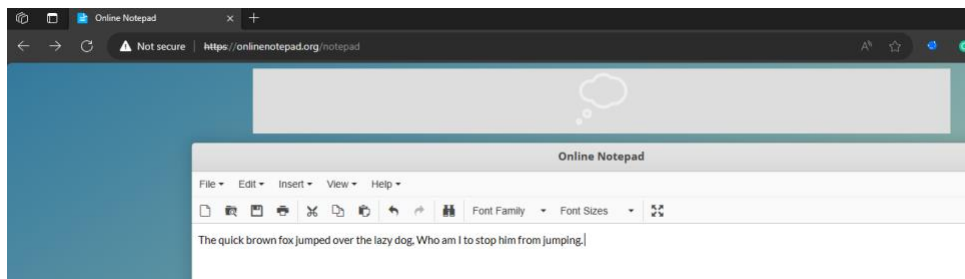 Online Notepad
Not secure https://onlinenotepad.org/notepad
Online Notepad
File Edit Insert View Help
Font Family Font Sizes
The quick brown fox jumped over the lazy dog, Who am I to stop him from jumping.